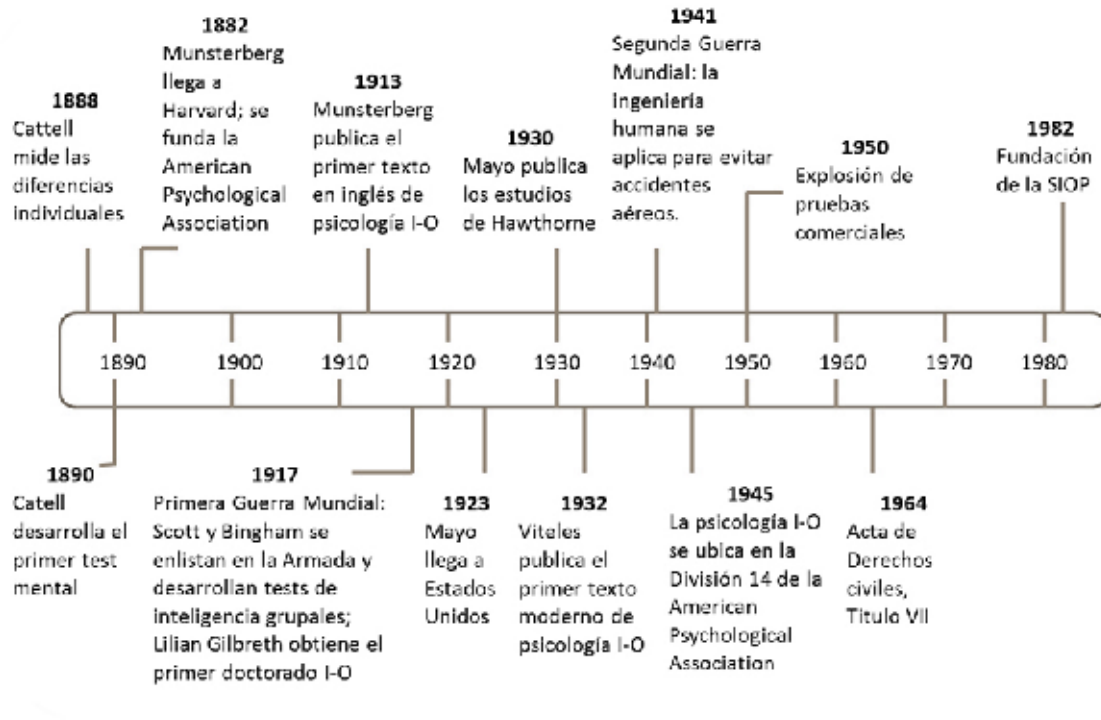 1888
Cattell
mide las
diferencias
individuales
1882
Munsterberg
llega a
Harvard; se
funda la
American
Psychological
Association
1913
Munsterberg
publica el
primer texto
en inglés de
psicología I-O
1930
Mayo publica
los estudios
de Hawthorne
1941
Segunda Guerra
Mundial: la
ingeniería
humana se
aplica para evitar
accidentes
aéreos.
1950
Explosión de
pruebas
comerciales
1982
Fundación
de la SIOP
1890 1900 1910 1920 1930 1940 1950 1960 1970 1980
1890
Catell
desarrolla el
primer test
mental
1917
Primera Guerra Mundial:
Scott y Bingham se
enlistan en la Armada y
desarrollan tests de
inteligencia grupales;
Lilian Gilbreth obtiene el
primer doctorado I-O
1923
Mayo
llega a
Estados
Unidos
1932
Viteles
publica el
primer texto
moderno de
psicología I-O
1945
La psicología I-O
se ubica en la
División 14 de la
American
Psychological
Association
1964
Acta de
Derechos
civiles,
Titulo VII